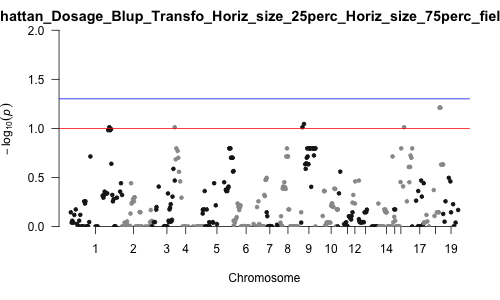 hattan_Dosage_Blup_Transfo_Horiz_size_25perc_Horiz_size_75perc_fiel
2.0
1.5
1.0
0.5
0.0
−log10(p)
1 2 3 4 5 6 7 8 9 10 12 14 17 19
Chromosome